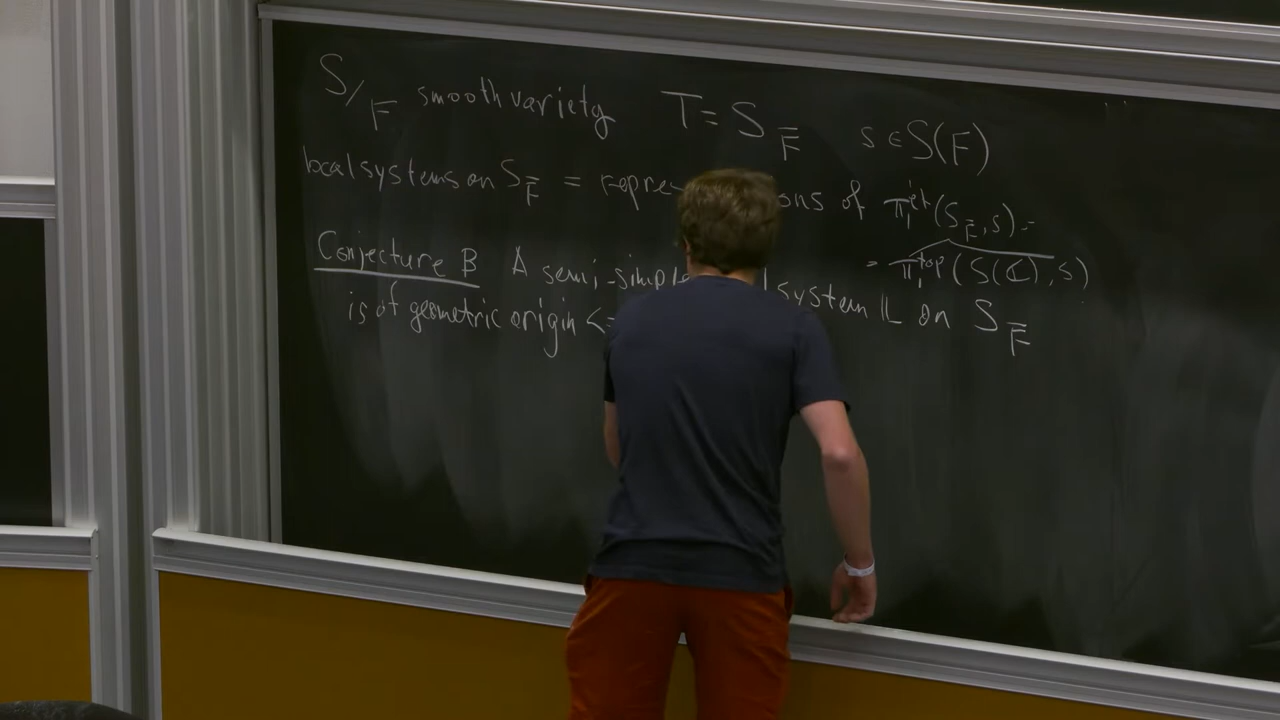 S/F smooth variety T = S_F̅ s ∈ S(F)
local systems on S_F̅ = repre ons of π₁^ét(S_F̅, s) =
= π₁^top(S(ℂ), s)
Conjecture B A semi-simple system 𝕃 on S_F̅
is of geometric origin <=